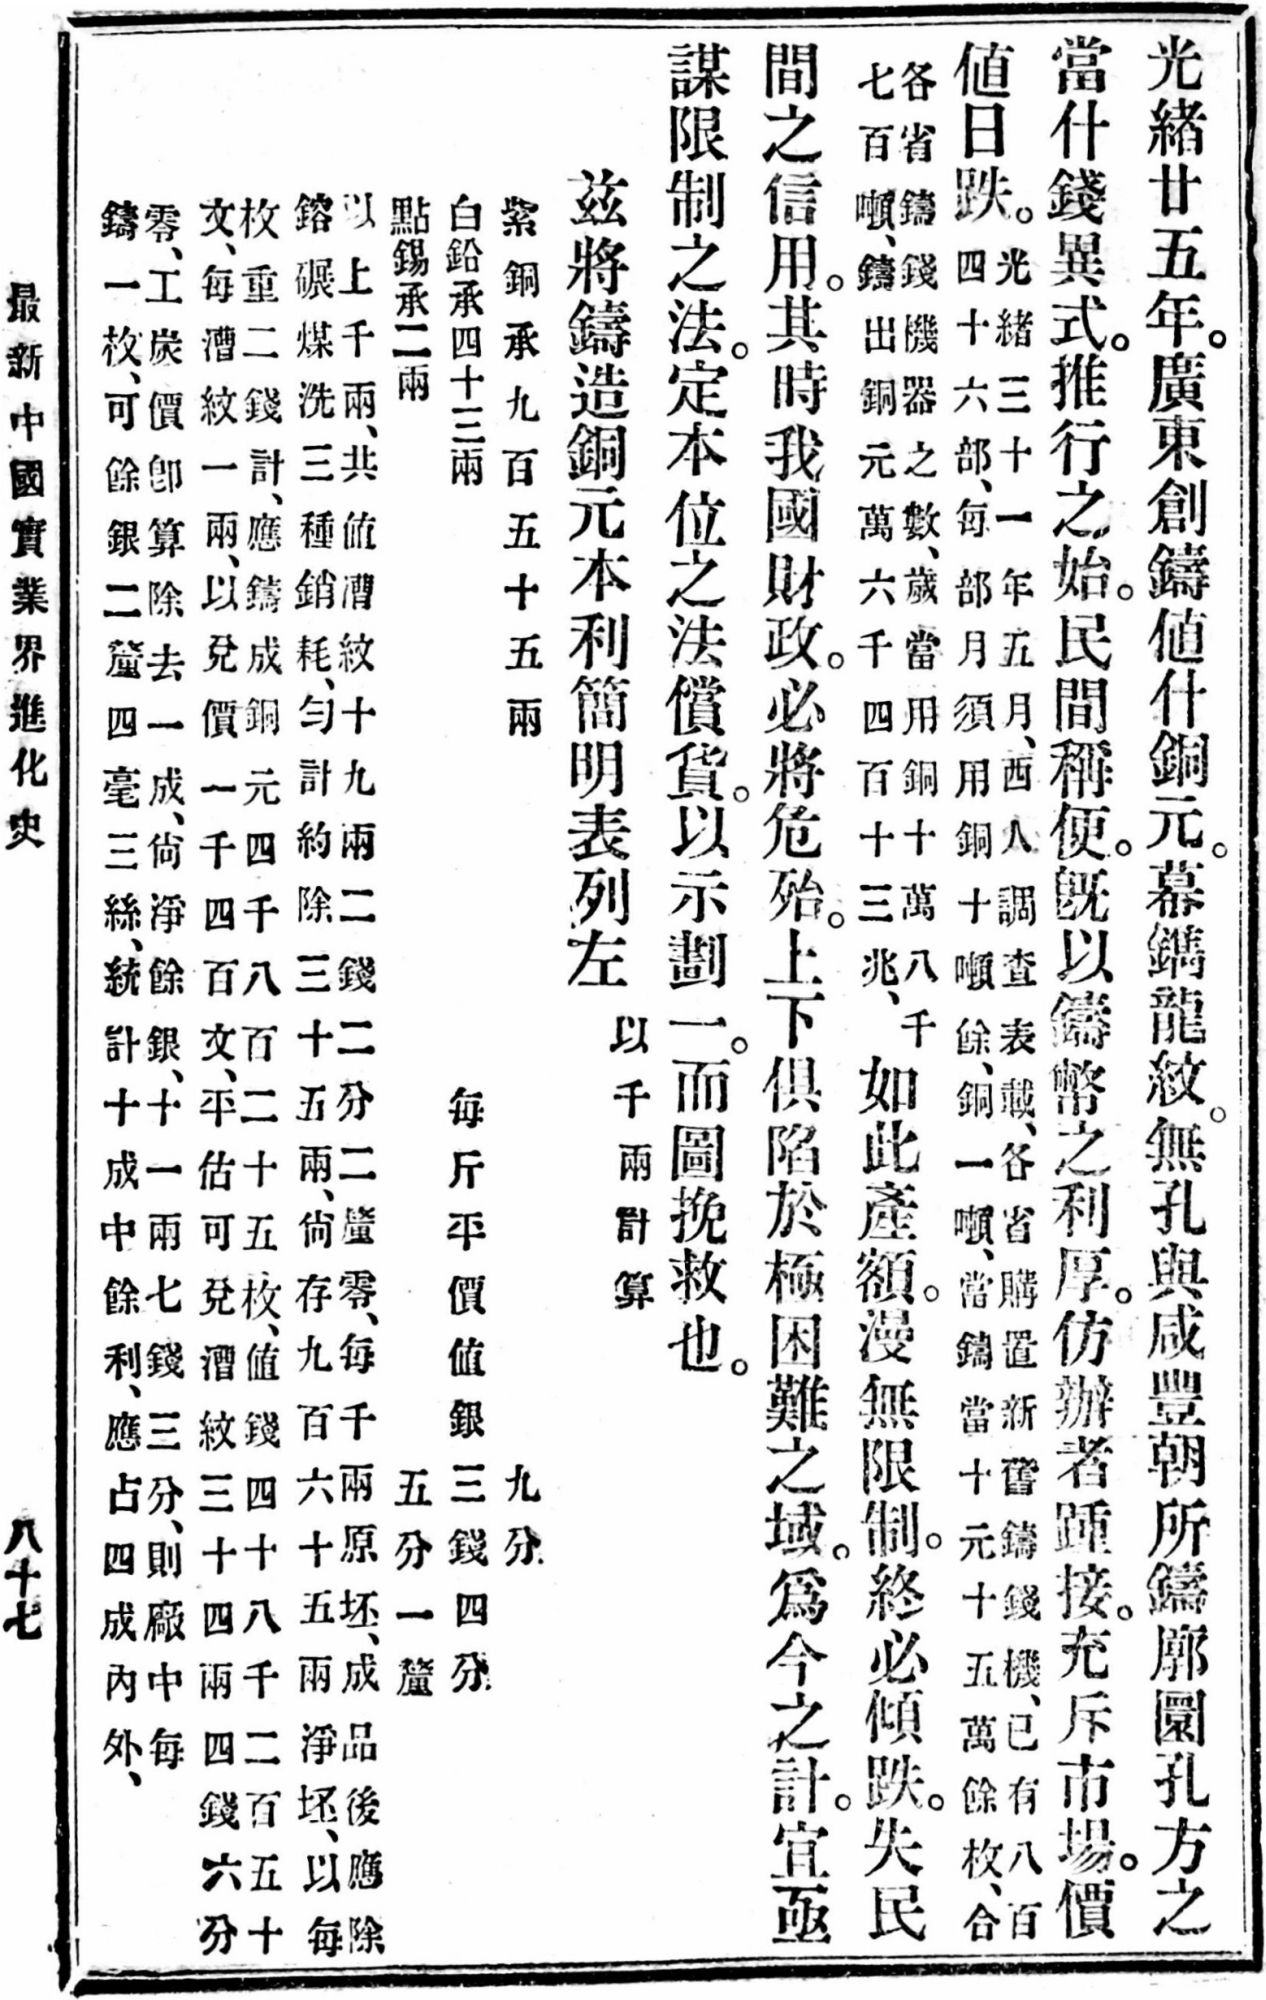 光緒廿五年。廣東創鑄値什銅元。幕鐫龍紋。無孔與咸豐朝所鑄廓圜孔方之
當什錢異式。推行之始。民間稱便。旣以鑄幣之利厚。仿辦者踵接。充斥市場。價
値日跌。
光緒三十一年五月、西人調查表載、各省購置新舊鑄錢機、已有八百
四十六部、每部月須用銅十噸餘、銅一噸、當鑄當十元十五萬餘枚、合
各省鑄錢機器之數、歲當用銅十萬八千
七百噸、鑄出銅元萬六千四百十三兆、
如此產額。漫無限制。終必傾跌。失民
間之信用。其時我國財政。必將危殆。上下俱陷於極困難之域。爲今之計。宜亟
謀限制之法。定本位之法償貨。以示劃一。而圖挽救也。
茲將鑄造銅元本利簡明表列左
以千兩計算
紫銅承九百五十五兩 九分
白鉛承四十三兩 每斤平價値銀三錢四分
點錫承二兩 五分一釐
以上千兩、共値漕紋十九兩二錢二分二釐零、每千兩原坯、成品後應除
鎔碾煤洗三種銷耗、勻計約除三十五兩、尙存九百六十五兩淨坯、以每
枚重二錢計、應鑄成銅元四千八百二十五枚、値錢四十八千二百五十
文、每漕紋一兩、以兌價一千四百文、平估可兌漕紋三十四兩四錢六分
零、工炭價卽算除去一成、尙淨餘銀、十一兩七錢三分、則廠中每
鑄一枚、可餘銀二釐四毫三絲、統計十成中餘利、應占四成內外、
最新中國實業界進化史
八十七